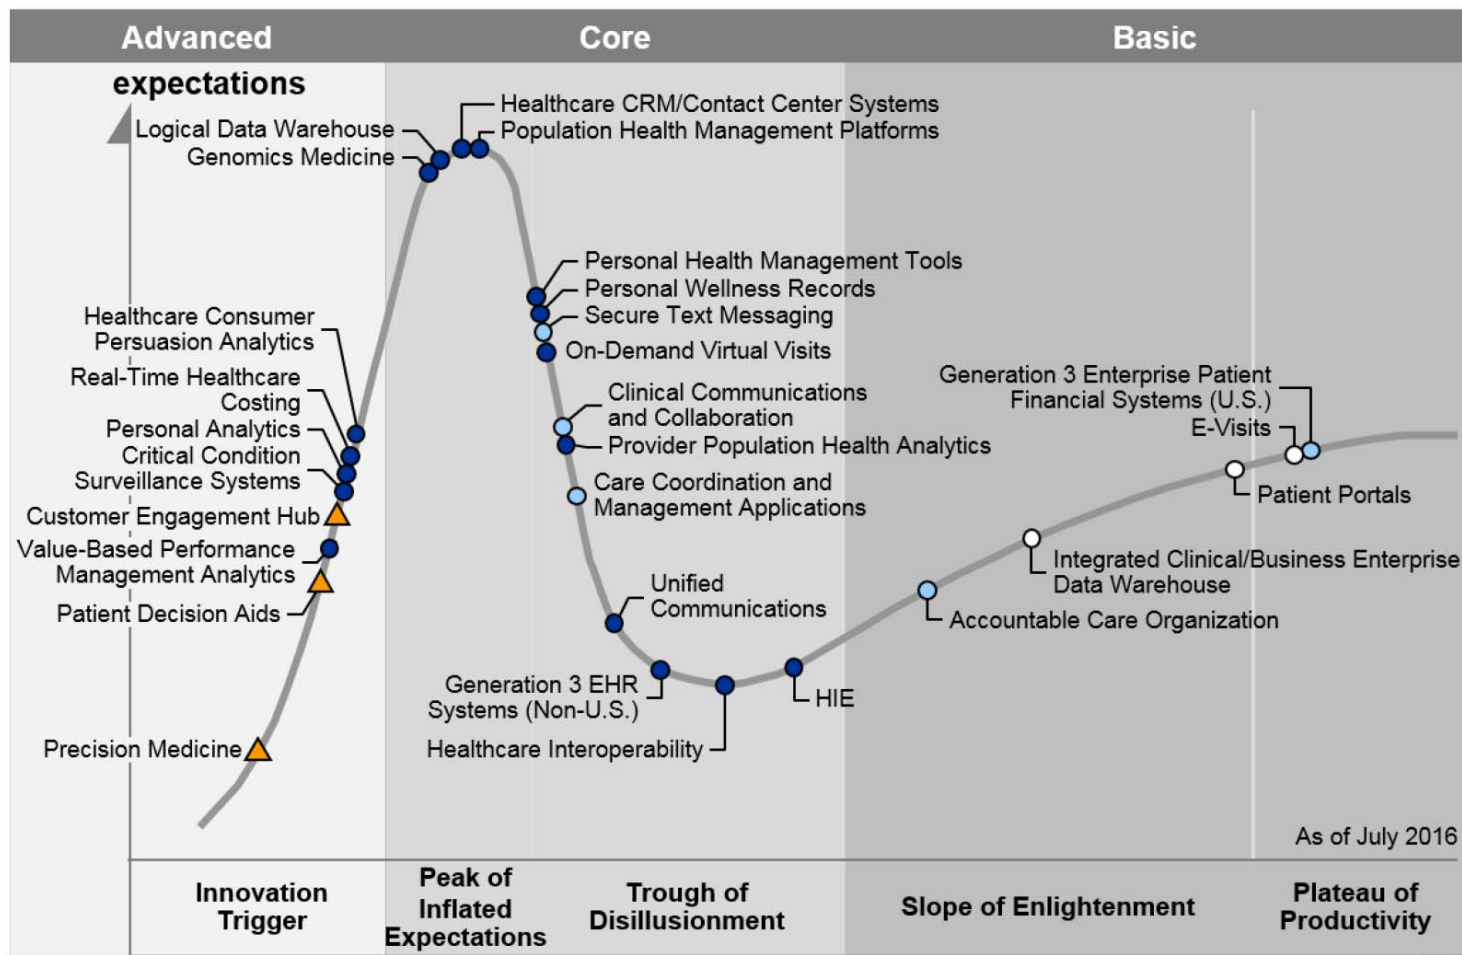 Advanced
Core
Basic
expectations
Healthcare CRM/Contact Center Systems
Population Health Management Platforms
Logical Data Warehouse
Genomics Medicine
Personal Health Management Tools
Personal Wellness Records
Secure Text Messaging
On-Demand Virtual Visits
Healthcare Consumer
Persuasion Analytics
Real-Time Healthcare
Costing
Personal Analytics
Critical Condition
Surveillance Systems
Customer Engagement Hub
Value-Based Performance
Management Analytics
Patient Decision Aids
Precision Medicine
Clinical Communications
and Collaboration
Provider Population Health Analytics
Care Coordination and
Management Applications
Unified
Communications
Generation 3 EHR
Systems (Non-U.S.)
Healthcare Interoperability
HIE
Generation 3 Enterprise Patient
Financial Systems (U.S.)
E-Visits
Patient Portals
Integrated Clinical/Business Enterprise
Data Warehouse
Accountable Care Organization
As of July 2016
Innovation
Trigger
Peak of
Inflated
Expectations
Trough of
Disillusionment
Slope of Enlightenment
Plateau of
Productivity